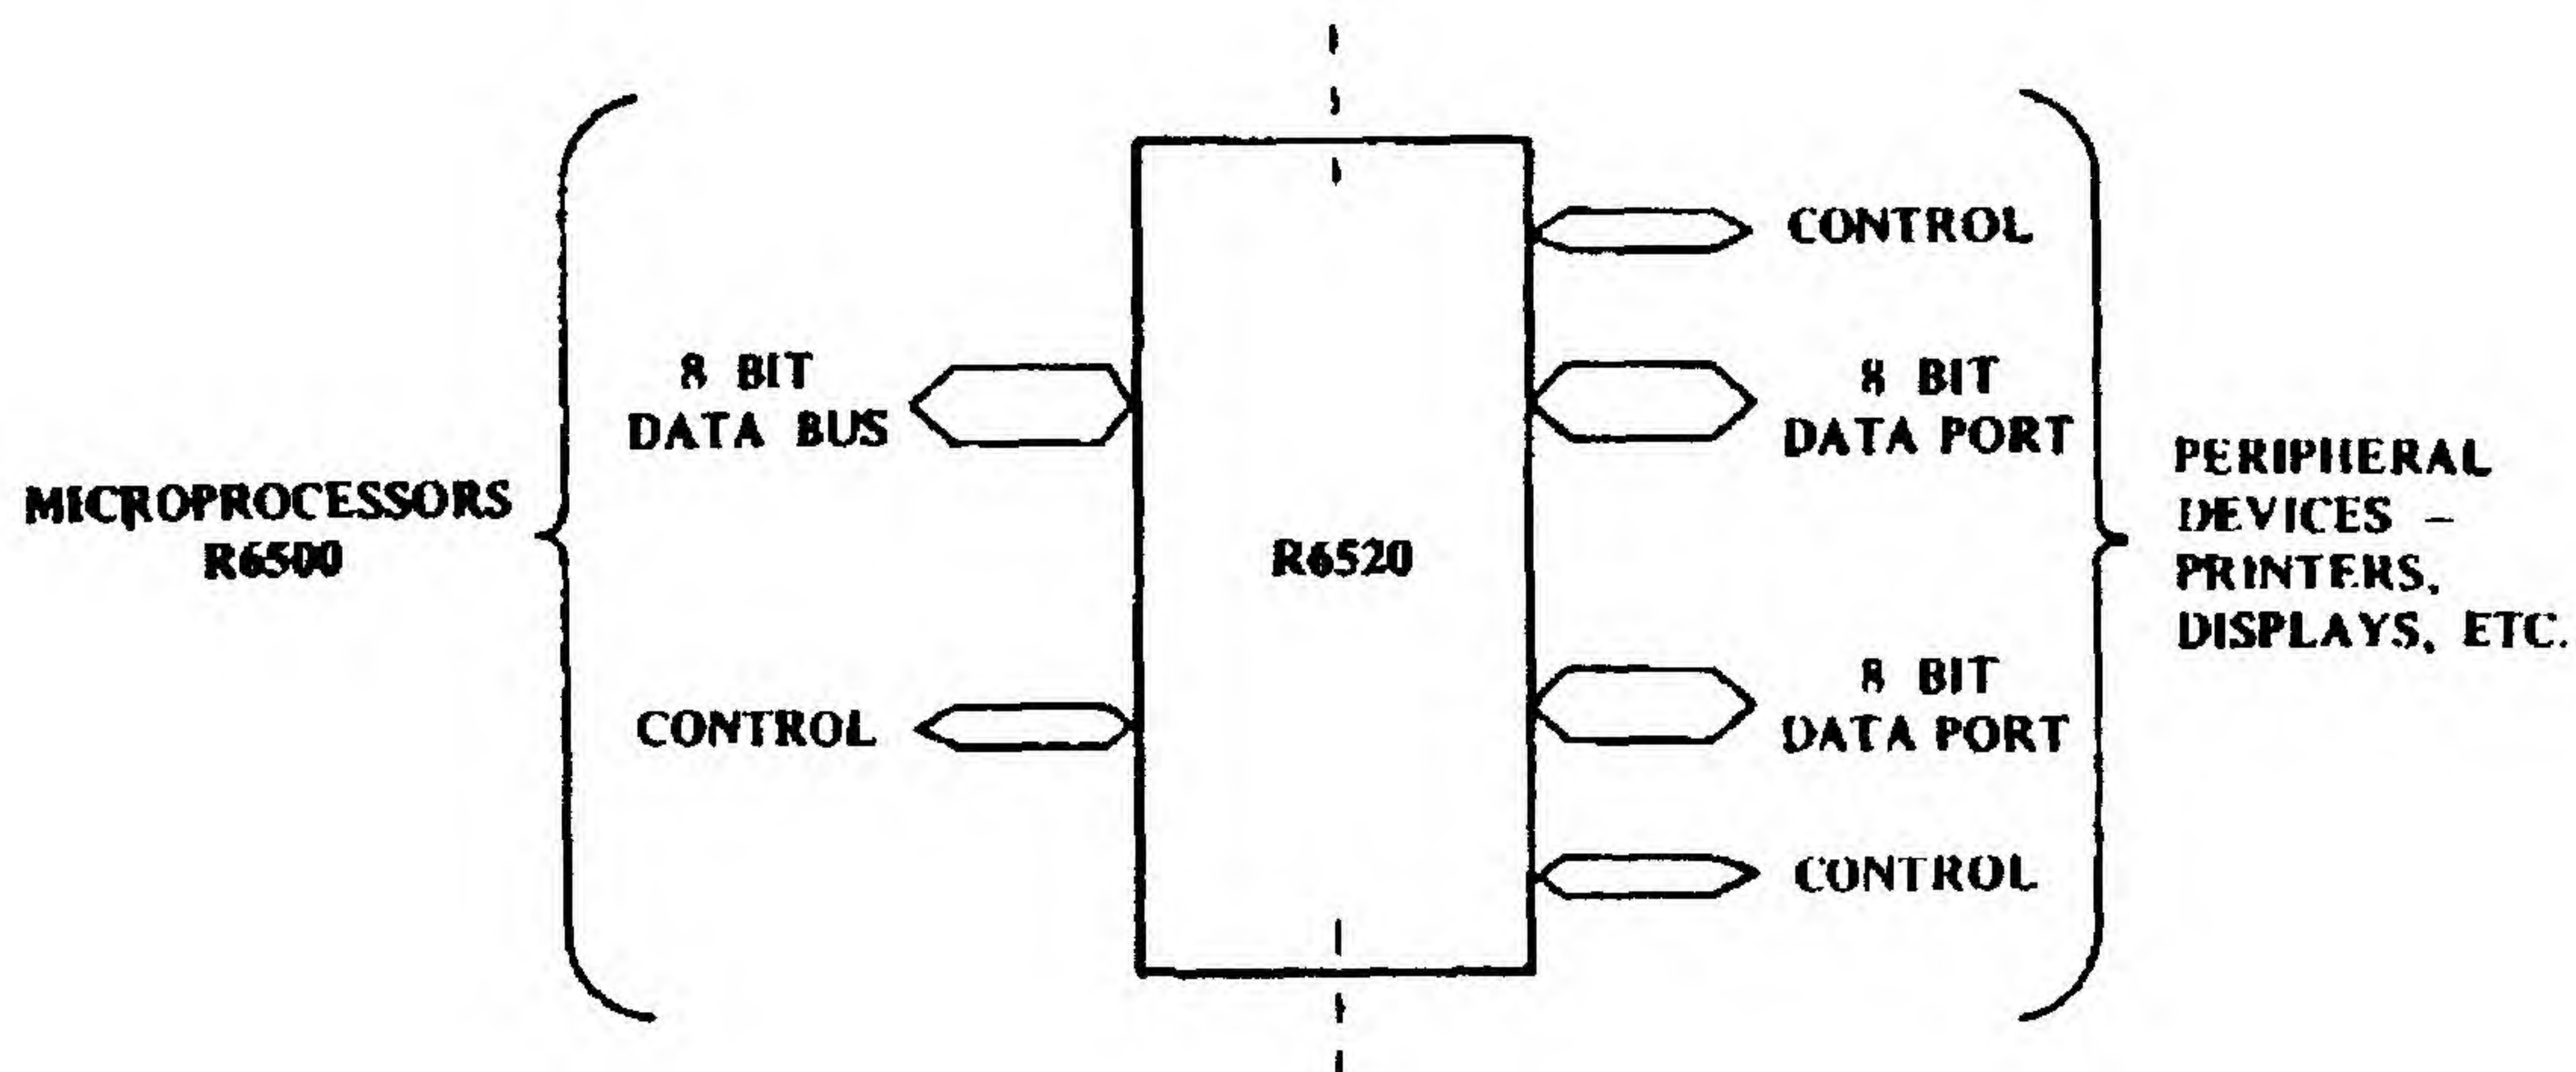 MICROPROCESSORS
R6500
8 BIT
DATA BUS
CONTROL
R6520
CONTROL
8 BIT
DATA PORT
8 BIT
DATA PORT
CONTROL
PERIPHERAL
DEVICES –
PRINTERS,
DISPLAYS, ETC.